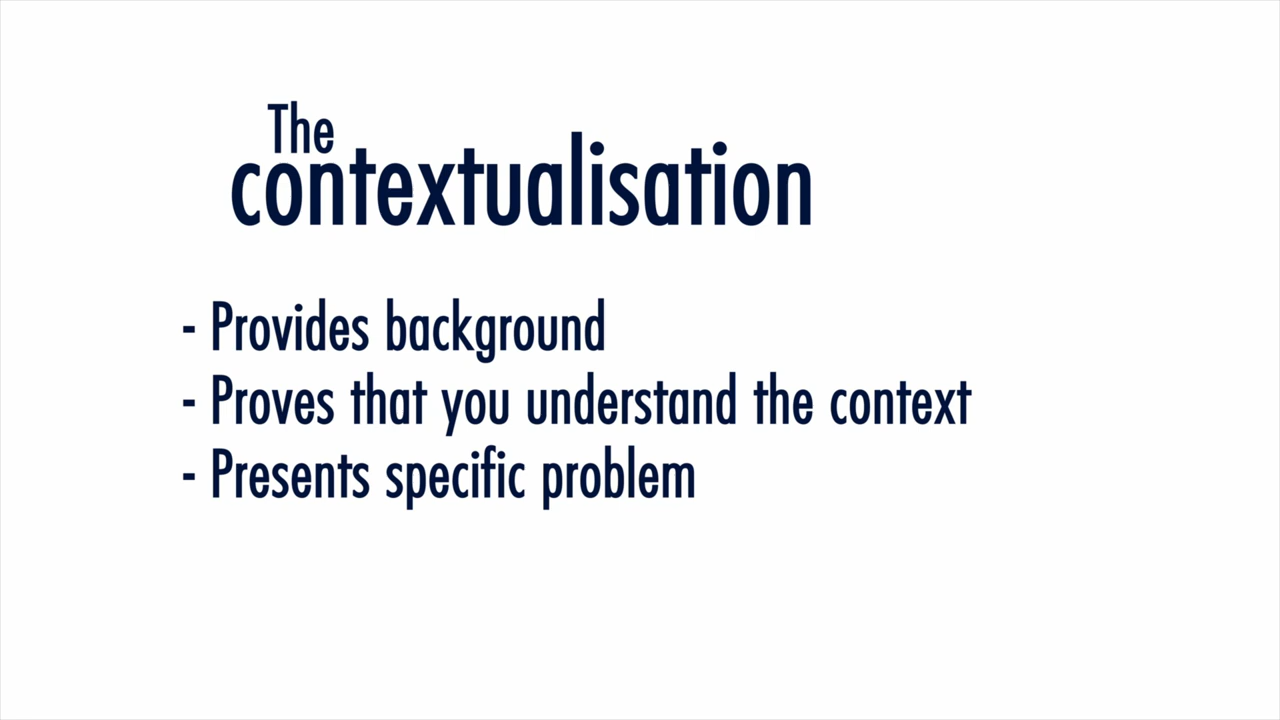 The
contextualisation
- Provides background
- Proves that you understand the context
- Presents specific problem